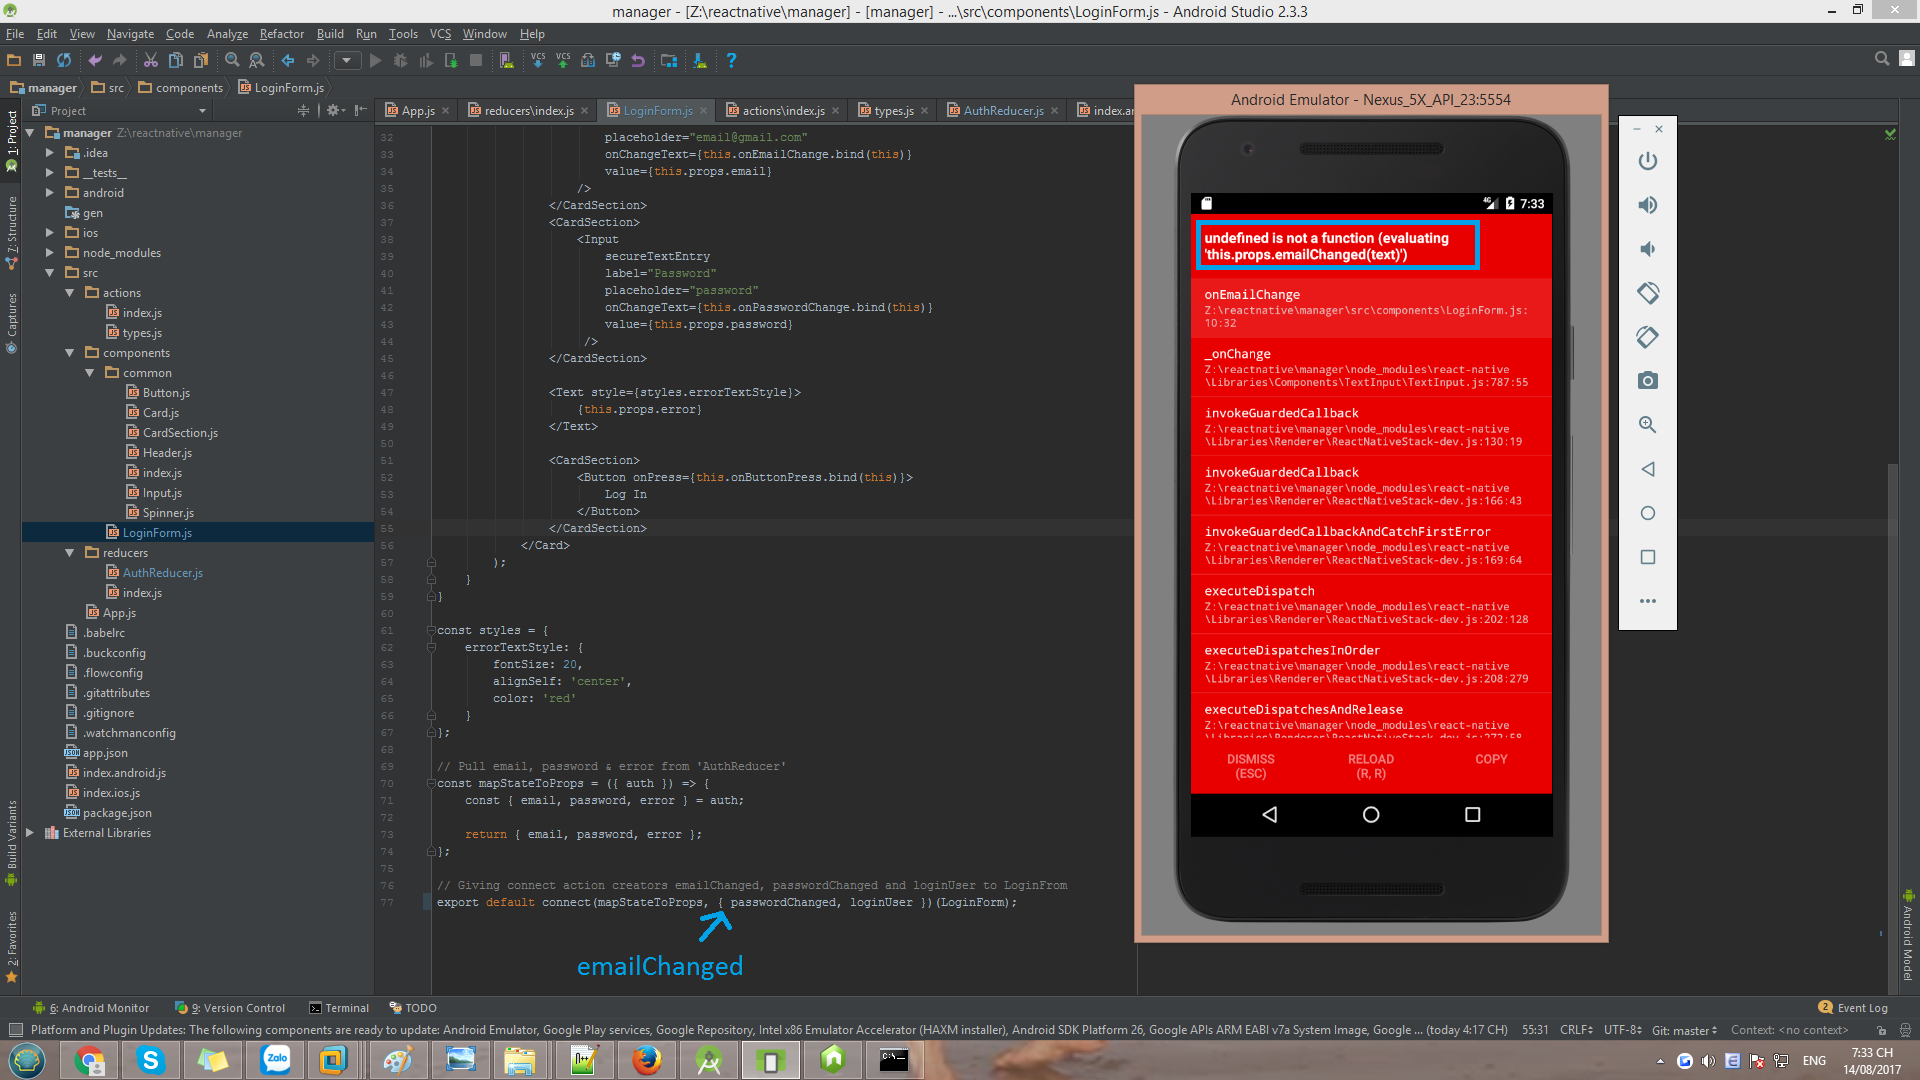 manager - [Z:\reactnative\manager] - [manager] - ...\src\components\LoginForm.js - Android Studio 2.3.3
File Edit View Navigate Code Analyze Refactor Build Run Tools VCS Window Help
manager src components LoginForm.js
Project
App.js reducers\index.js LoginForm.js actions\index.js types.js AuthReducer.js index.ar
1: Project
7: Structure
Captures
Build Variants
2: Favorites
manager Z:\reactnative\manager
.idea
__tests__
android
gen
ios
node_modules
src
actions
index.js
types.js
components
common
Button.js
Card.js
CardSection.js
Header.js
index.js
Input.js
Spinner.js
LoginForm.js
reducers
AuthReducer.js
index.js
App.js
.babelrc
.buckconfig
.flowconfig
.gitattributes
.gitignore
.watchmanconfig
app.json
index.android.js
index.ios.js
package.json
External Libraries
32 placeholder="email@gmail.com"
33 onChangeText={this.onEmailChange.bind(this)}
34 value={this.props.email}
35 />
36 </CardSection>
37 <CardSection>
38 <Input
39 secureTextEntry
40 label="Password"
41 placeholder="password"
42 onChangeText={this.onPasswordChange.bind(this)}
43 value={this.props.password}
44 />
45 </CardSection>
46
47 <Text style={styles.errorTextStyle}>
48 {this.props.error}
49 </Text>
50
51 <CardSection>
52 <Button onPress={this.onButtonPress.bind(this)}>
53 Log In
54 </Button>
55 </CardSection>
56 </Card>
57 );
58 }
59 }
60
61 const styles = {
62 errorTextStyle: {
63 fontSize: 20,
64 alignSelf: 'center',
65 color: 'red'
66 }
67 };
68
69 // Pull email, password & error from 'AuthReducer'
70 const mapStateToProps = ({ auth }) => {
71 const { email, password, error } = auth;
72
73 return { email, password, error };
74 };
75
76 // Giving connect action creators emailChanged, passwordChanged and loginUser to LoginFrom
77 export default connect(mapStateToProps, { passwordChanged, loginUser })(LoginForm);
emailChanged
Android Emulator - Nexus_5X_API_23:5554
4G 7:33
undefined is not a function (evaluating
'this.props.emailChanged(text)')
onEmailChange
Z:\reactnative\manager\src\components\LoginForm.js:
10:32
_onChange
Z:\reactnative\manager\node_modules\react-native
\Libraries\Components\TextInput\TextInput.js:787:55
invokeGuardedCallback
Z:\reactnative\manager\node_modules\react-native
\Libraries\Renderer\ReactNativeStack-dev.js:130:19
invokeGuardedCallback
Z:\reactnative\manager\node_modules\react-native
\Libraries\Renderer\ReactNativeStack-dev.js:166:43
invokeGuardedCallbackAndCatchFirstError
Z:\reactnative\manager\node_modules\react-native
\Libraries\Renderer\ReactNativeStack-dev.js:169:64
executeDispatch
Z:\reactnative\manager\node_modules\react-native
\Libraries\Renderer\ReactNativeStack-dev.js:202:128
executeDispatchesInOrder
Z:\reactnative\manager\node_modules\react-native
\Libraries\Renderer\ReactNativeStack-dev.js:208:279
executeDispatchesAndRelease
Z:\reactnative\manager\node_modules\react-native
\Libraries\Renderer\ReactNativeStack-dev.js:272:58
DISMISS RELOAD COPY
(ESC) (R, R)
Android Model
6: Android Monitor 9: Version Control Terminal TODO 2 Event Log
Platform and Plugin Updates: The following components are ready to update: Android Emulator, Google Play services, Google Repository, Intel x86 Emulator Accelerator (HAXM installer), Android SDK Platform 26, Google APIs ARM EABI v7a System Image, Google ... (today 4:17 CH) 55:31 CRLF UTF-8 Git: master Context: <no context>
Zalo ENG 7:33 CH
14/08/2017